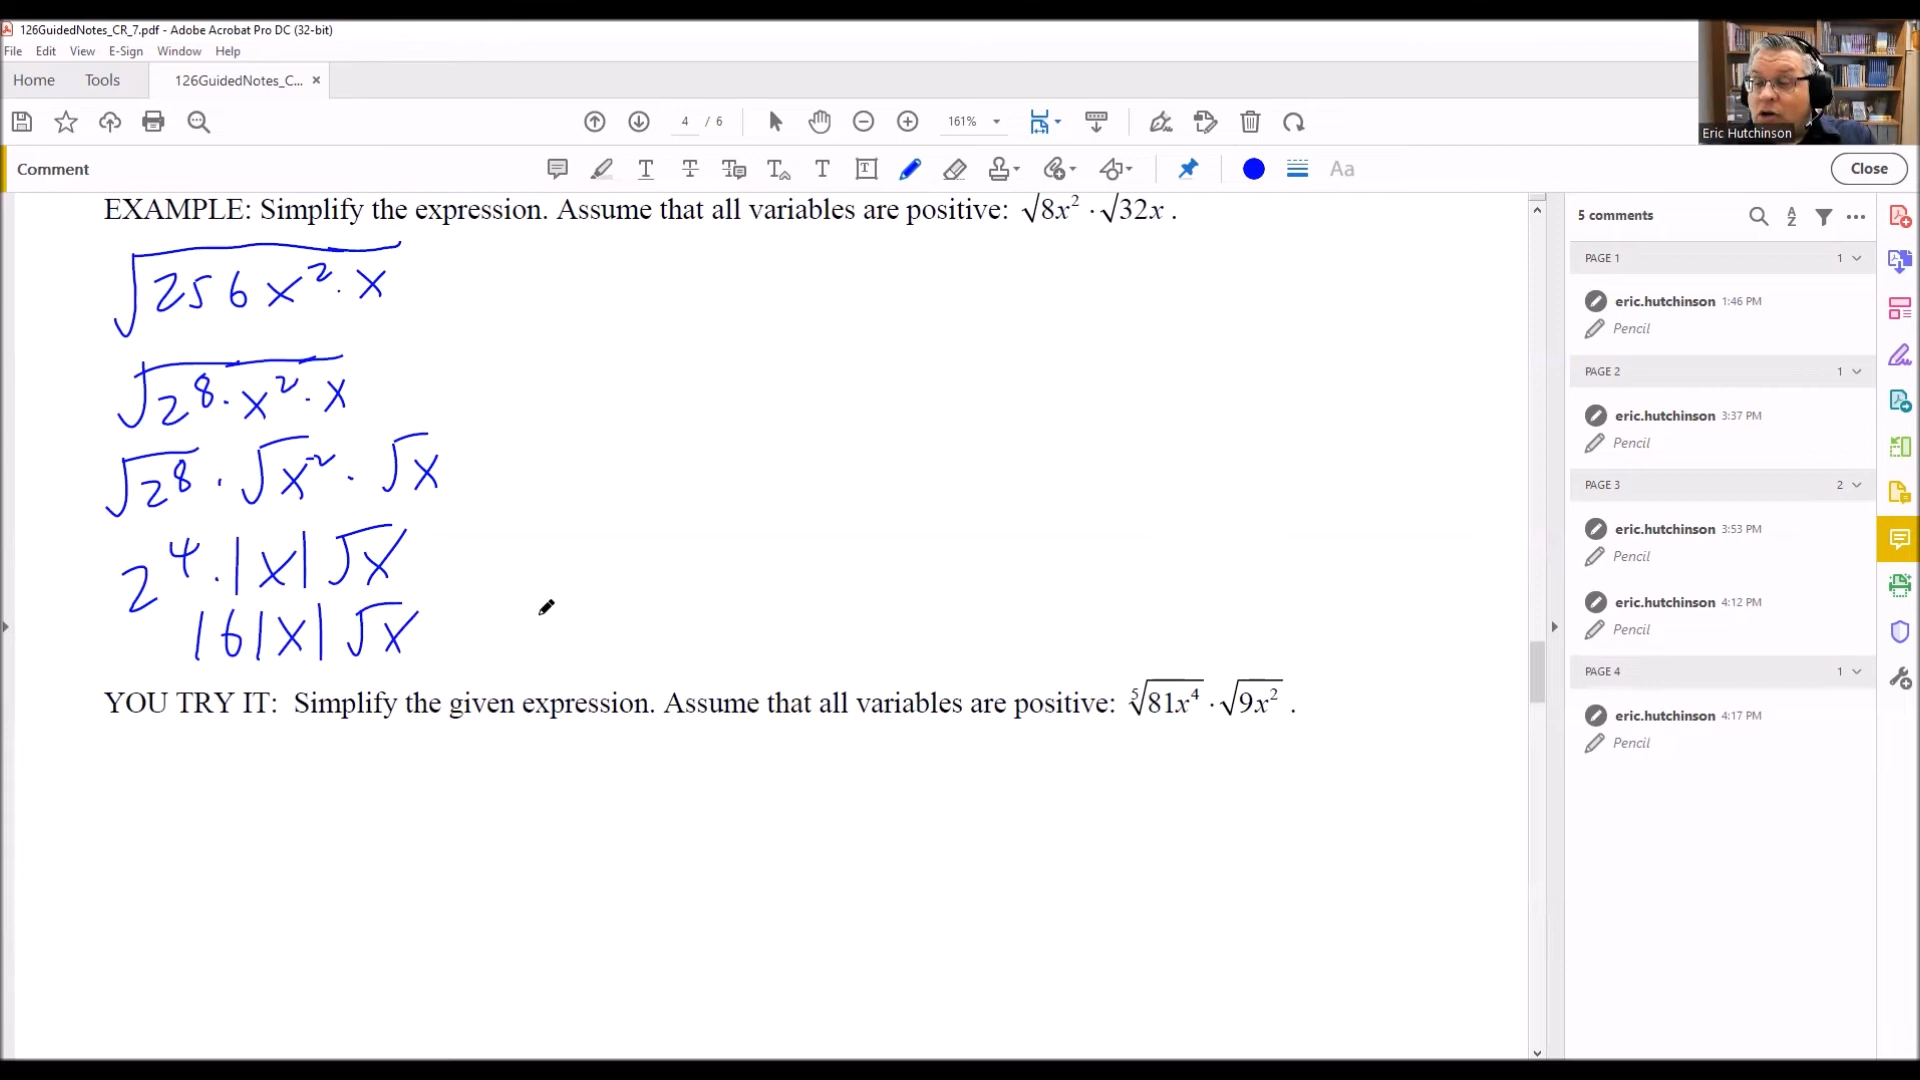 126GuidedNotes_CR_7.pdf - Adobe Acrobat Pro DC (32-bit)
File Edit View E-Sign Window Help
Home Tools 126GuidedNotes_C... ×
4 / 6 161%
Eric Hutchinson
Comment
Aa
Close
EXAMPLE: Simplify the expression. Assume that all variables are positive: √8x² · √32x .
√256x² · x
√2⁸ · x² · x
√2⁸ · √x² · √x
2⁴ · |x| √x
16|x| √x
YOU TRY IT: Simplify the given expression. Assume that all variables are positive: ⁵√81x⁴ · √9x² .
5 comments
PAGE 1 1
eric.hutchinson 1:46 PM
Pencil
PAGE 2 1
eric.hutchinson 3:37 PM
Pencil
PAGE 3 2
eric.hutchinson 3:53 PM
Pencil
eric.hutchinson 4:12 PM
Pencil
PAGE 4 1
eric.hutchinson 4:17 PM
Pencil